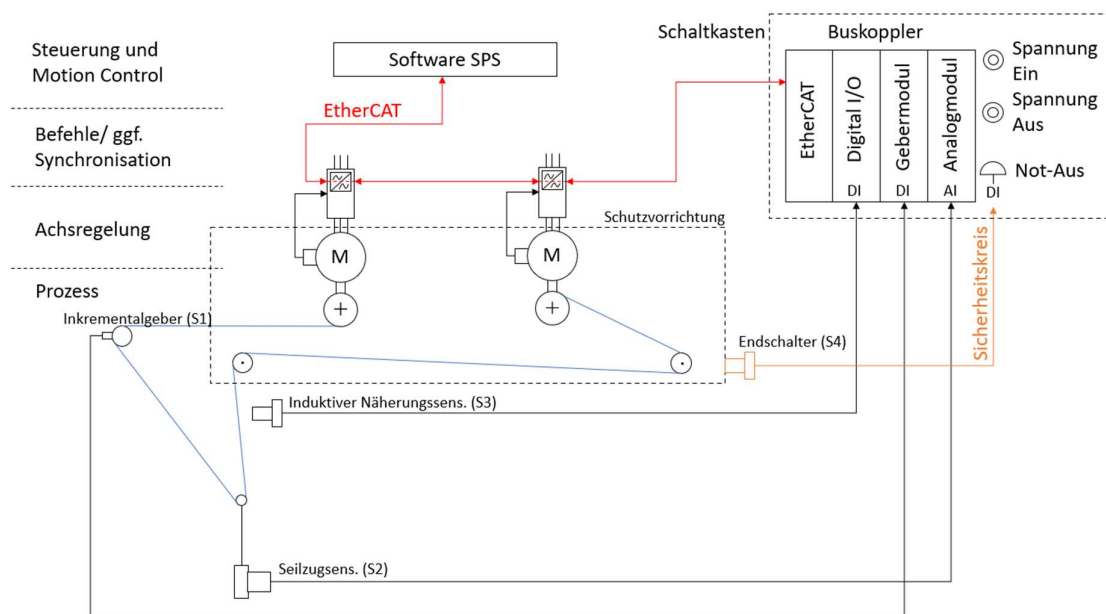 Steuerung und
Motion Control
Befehle/ ggf.
Synchronisation
Achsregelung
Prozess
Software SPS
EtherCAT
Schaltkasten
Buskoppler
EtherCAT
Digital I/O
DI
Gebermodul
DI
Analogmodul
AI
Spannung
Ein
Spannung
Aus
Not-Aus
DI
Schutzvorrichtung
M
M
Inkrementalgeber (S1)
Endschalter (S4)
Sicherheitskreis
Induktiver Näherungssens. (S3)
Seilzugsens. (S2)